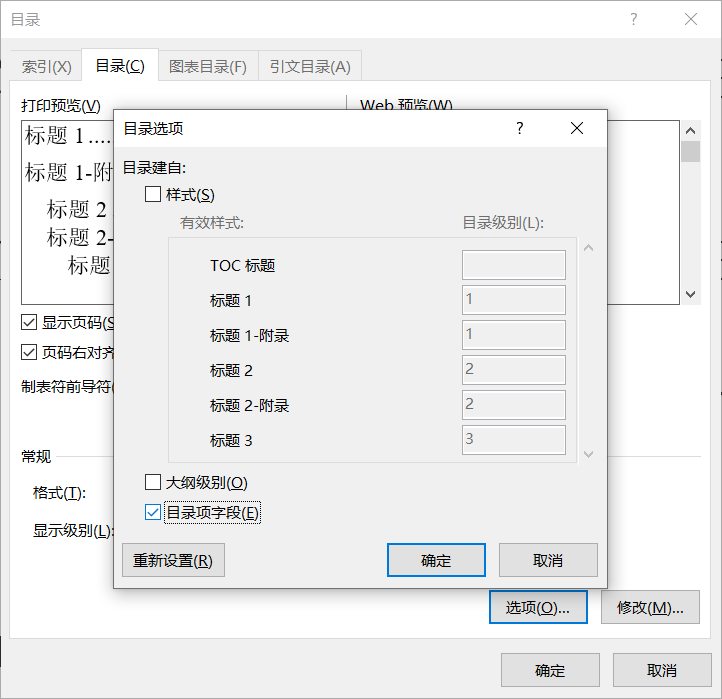 目录
索引(X) 目录(C) 图表目录(F) 引文目录(A)
打印预览(V) Web 预览(W)
标题 1....
标题 1-附
标题 2
标题 2-
标题
显示页码(S
页码右对齐
制表符前导符(
常规
格式(T):
显示级别(L):
目录选项
目录建自:
样式(S)
有效样式: 目录级别(L):
TOC 标题
标题 1 1
标题 1-附录 1
标题 2 2
标题 2-附录 2
标题 3 3
大纲级别(O)
目录项字段(E)
重新设置(R) 确定 取消
选项(O)... 修改(M)...
确定 取消